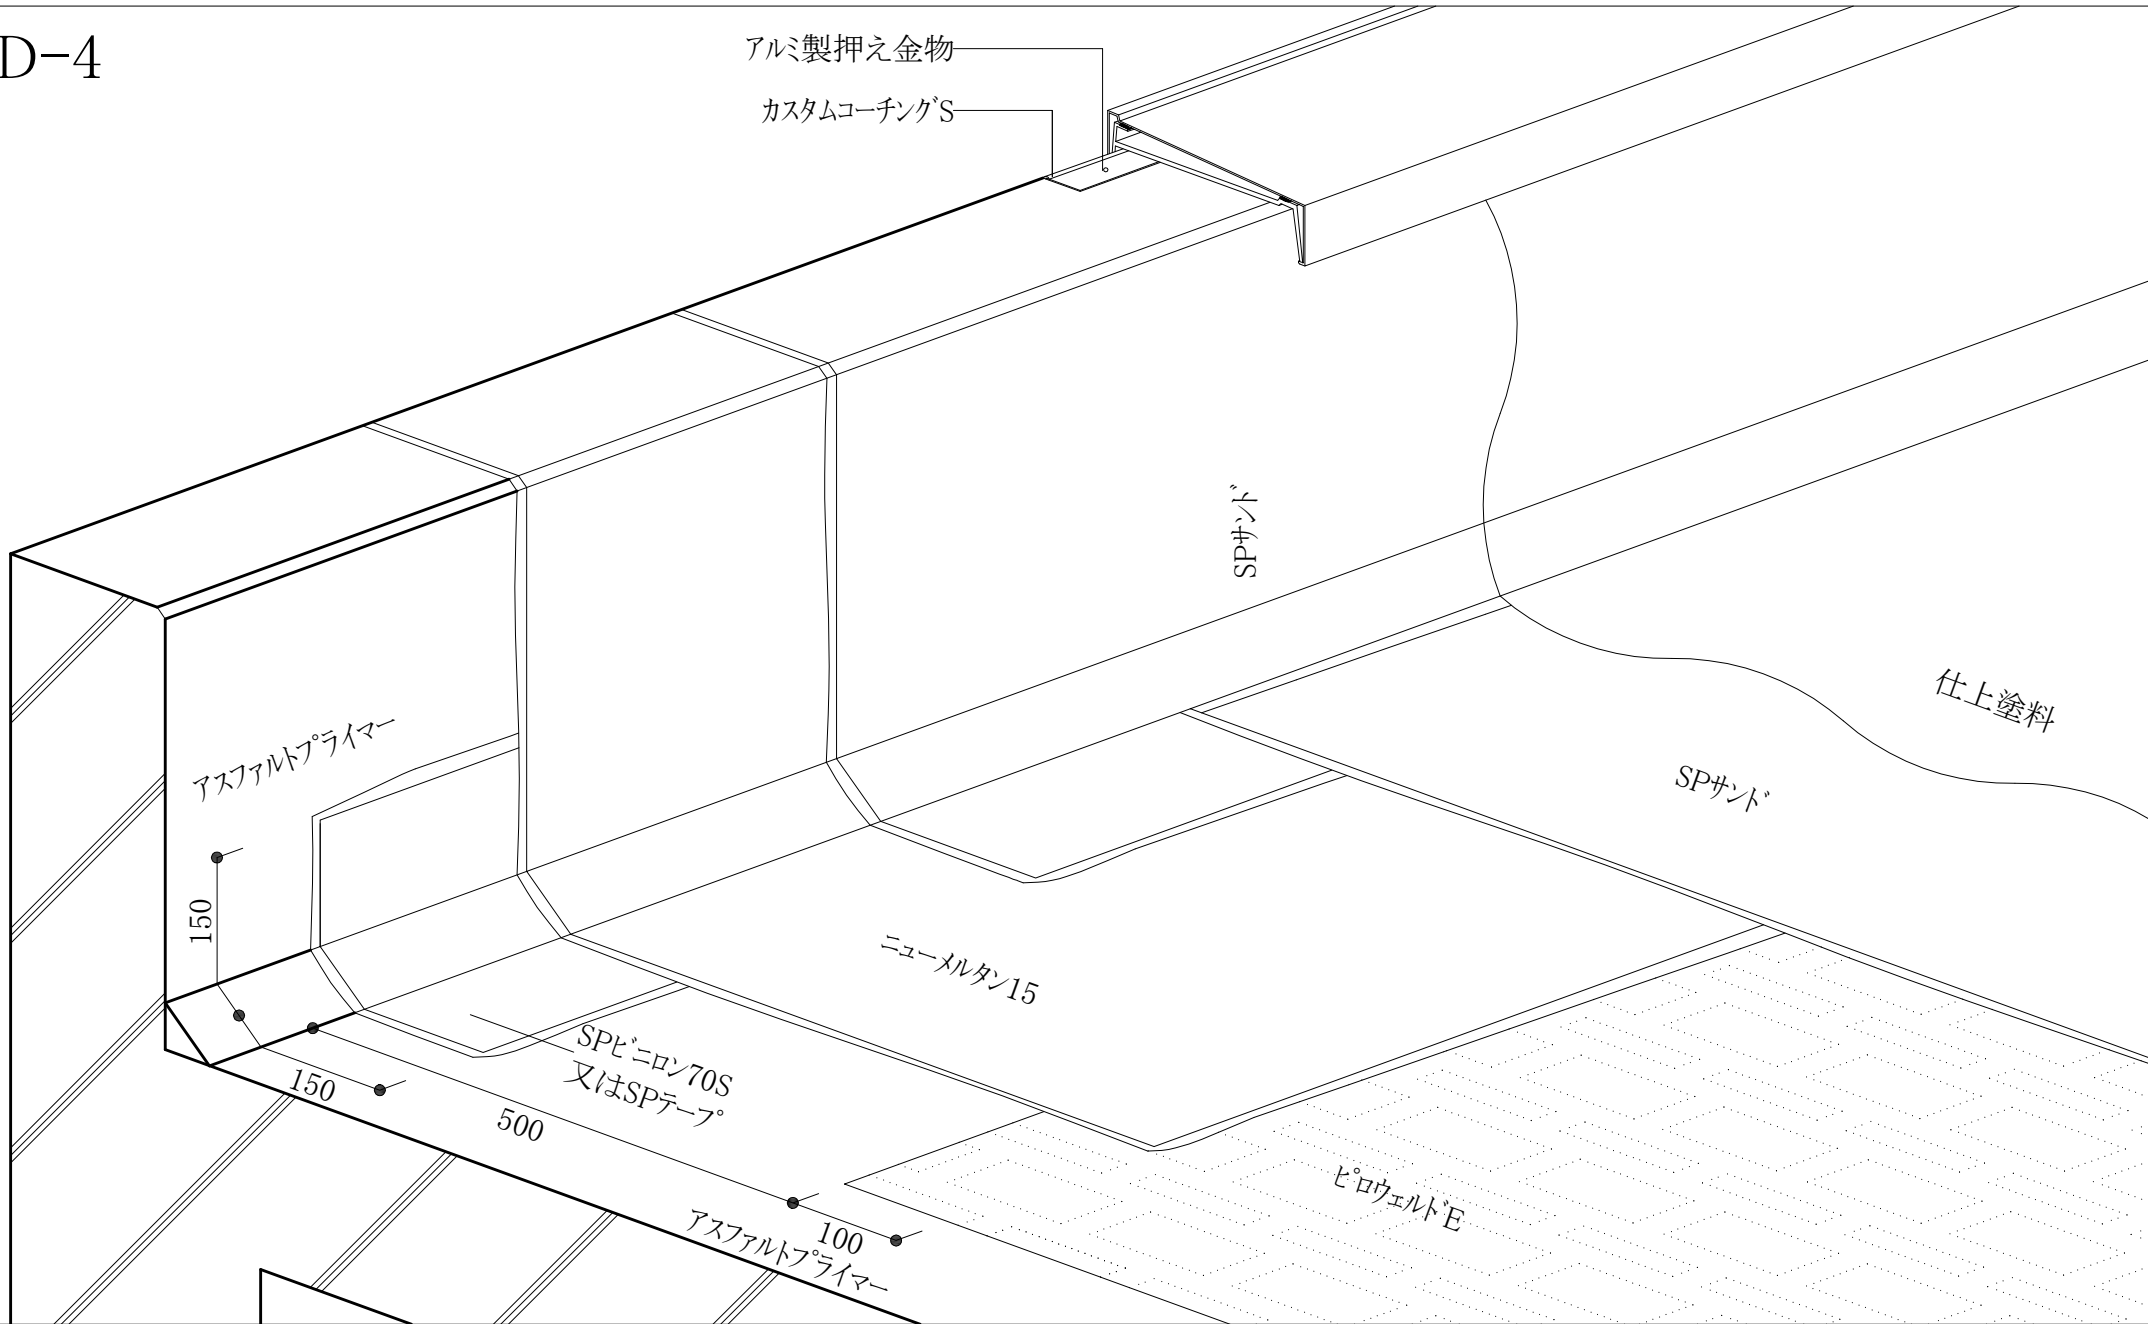 D-4
アルミ製押え金物
カスタムコーチングS
SPサンド
仕上塗料
アスファルトプライマー
SPサンド
150
ニューメルタン15
SPビニロン70S
又はSPテープ
150
500
ピロウェルドE
100
アスファルトプライマー